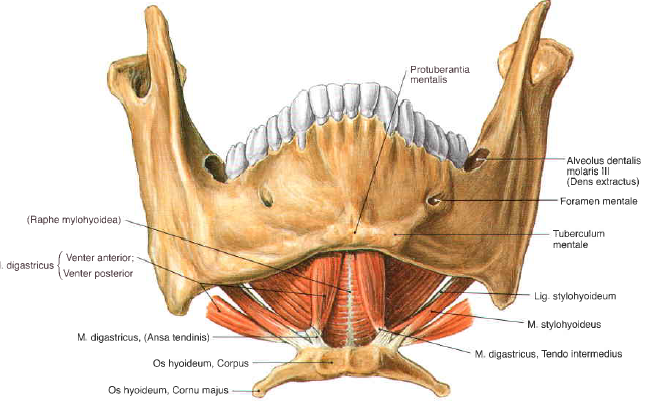 Protuberantia
mentalis
Alveolus dentalis
molaris III
(Dens extractus)
Foramen mentale
(Raphe mylohyoidea)
Tuberculum
mentale
Venter anterior;
. digastricus
Venter posterior
Lig. stylohyoideum
M. stylohyoideus
M. digastricus, (Ansa tendinis)
M. digastricus, Tendo intermedius
Os hyoideum, Corpus
Os hyoideum, Cornu majus